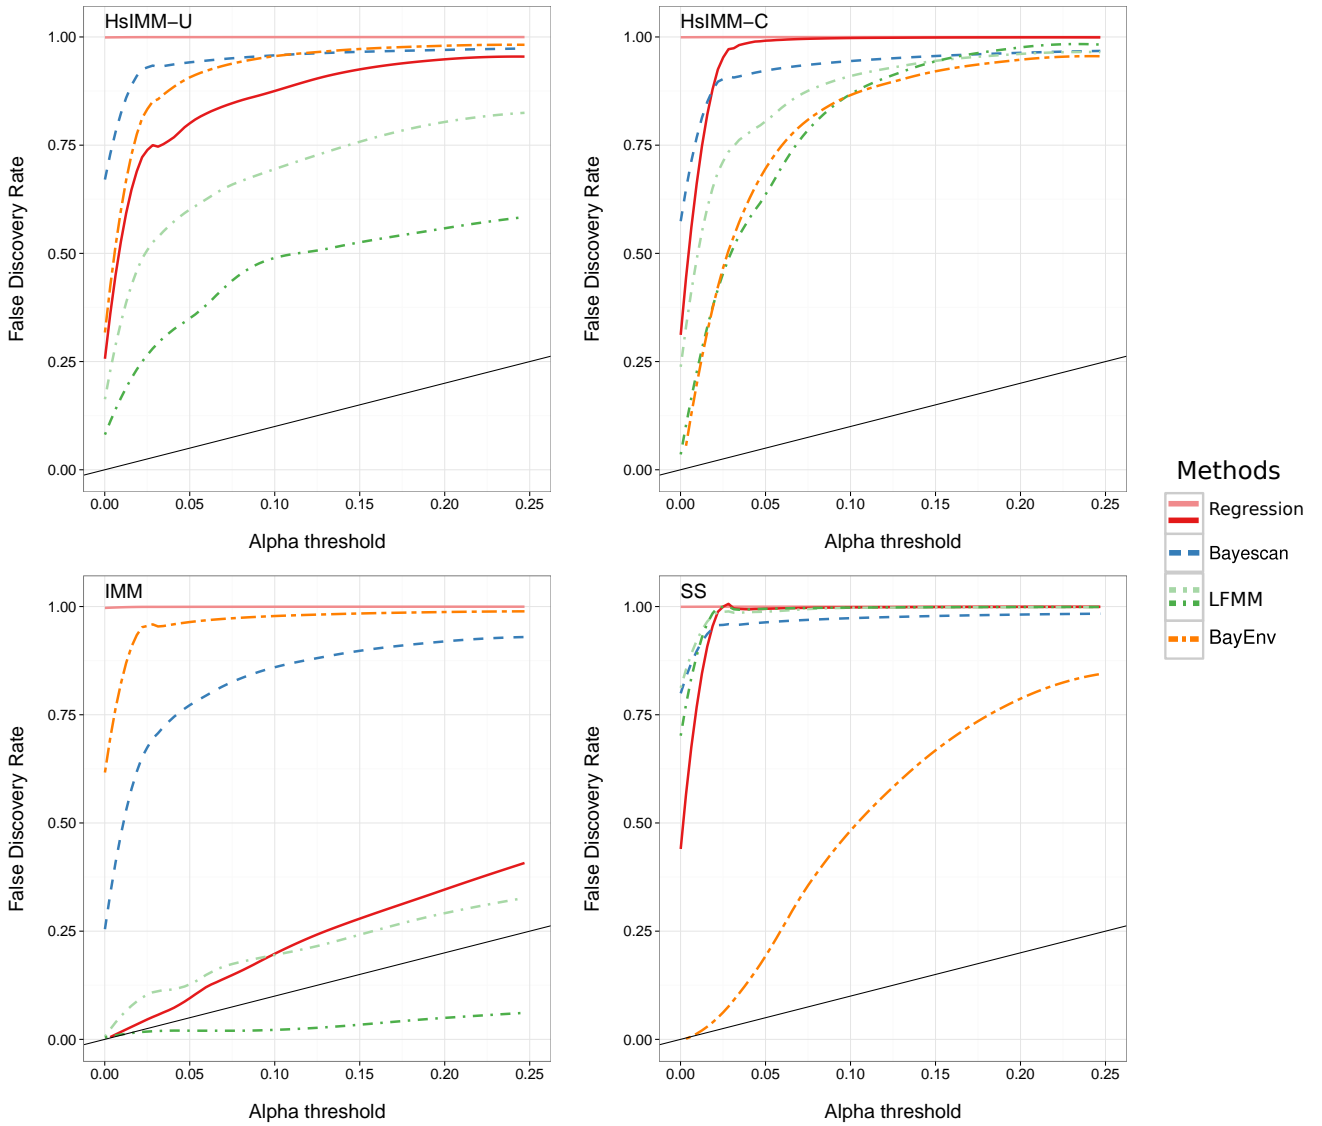 HsIMM−U
1.00
0.75
0.50
0.25
0.00
False Discovery Rate
0.00 0.05 0.10 0.15 0.20 0.25
Alpha threshold
HsIMM−C
1.00
0.75
0.50
0.25
0.00
False Discovery Rate
0.00 0.05 0.10 0.15 0.20 0.25
Alpha threshold
IMM
1.00
0.75
0.50
0.25
0.00
False Discovery Rate
0.00 0.05 0.10 0.15 0.20 0.25
Alpha threshold
SS
1.00
0.75
0.50
0.25
0.00
False Discovery Rate
0.00 0.05 0.10 0.15 0.20 0.25
Alpha threshold
Methods
Regression
Bayescan
LFMM
BayEnv